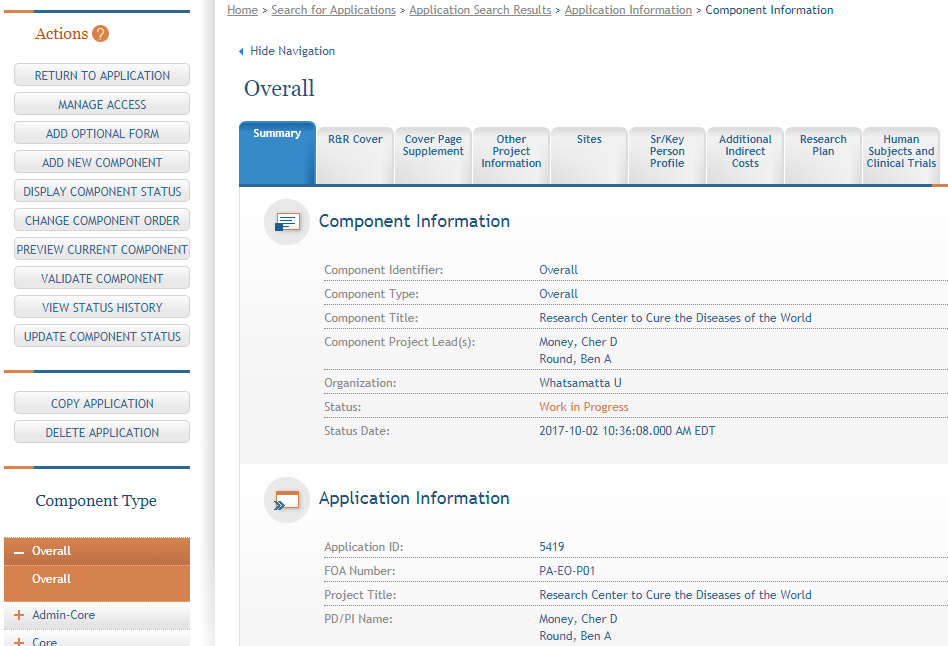 Home > Search for Applications > Application Search Results > Application Information > Component Information
Actions ?
RETURN TO APPLICATION
MANAGE ACCESS
ADD OPTIONAL FORM
ADD NEW COMPONENT
DISPLAY COMPONENT STATUS
CHANGE COMPONENT ORDER
PREVIEW CURRENT COMPONENT
VALIDATE COMPONENT
VIEW STATUS HISTORY
UPDATE COMPONENT STATUS
COPY APPLICATION
DELETE APPLICATION
Component Type
Overall
Overall
Admin-Core
Core
Hide Navigation
Overall
Summary
R&R Cover
Cover Page
Supplement
Other
Project
Information
Sites
Sr/Key
Person
Profile
Additional
Indirect
Costs
Research
Plan
Human
Subjects and
Clinical Trials
Component Information
Component Identifier: Overall
Component Type: Overall
Component Title: Research Center to Cure the Diseases of the World
Component Project Lead(s): Money, Cher D
Round, Ben A
Organization: Whatsamatta U
Status: Work in Progress
Status Date: 2017-10-02 10:36:08.000 AM EDT
Application Information
Application ID: 5419
FOA Number: PA-EO-P01
Project Title: Research Center to Cure the Diseases of the World
PD/PI Name: Money, Cher D
Round, Ben A